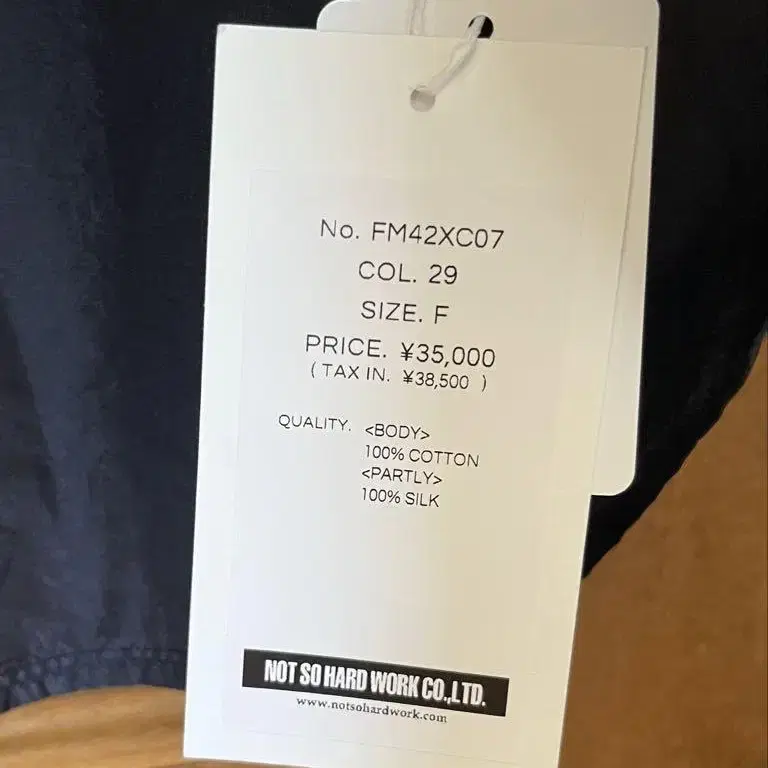 No. FM42XC07
COL. 29
SIZE. F
PRICE. ¥35,000
( TAX IN. ¥38,500 )
QUALITY. <BODY>
100% COTTON
<PARTLY>
100% SILK
NOT SO HARD WORK CO.,LTD.
www.notsohardwork.com